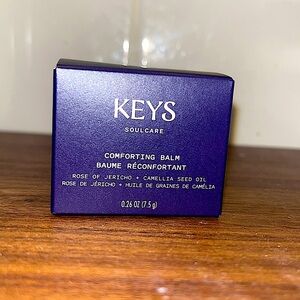 KEYS
SOULCARE
COMFORTING BALM
BAUME RÉCONFORTANT
ROSE OF JERICHO + CAMELLIA SEED OIL
ROSE DE JÉRICHO + HUILE DE GRAINES DE CAMÉLIA
0.26 OZ (7.5 g)